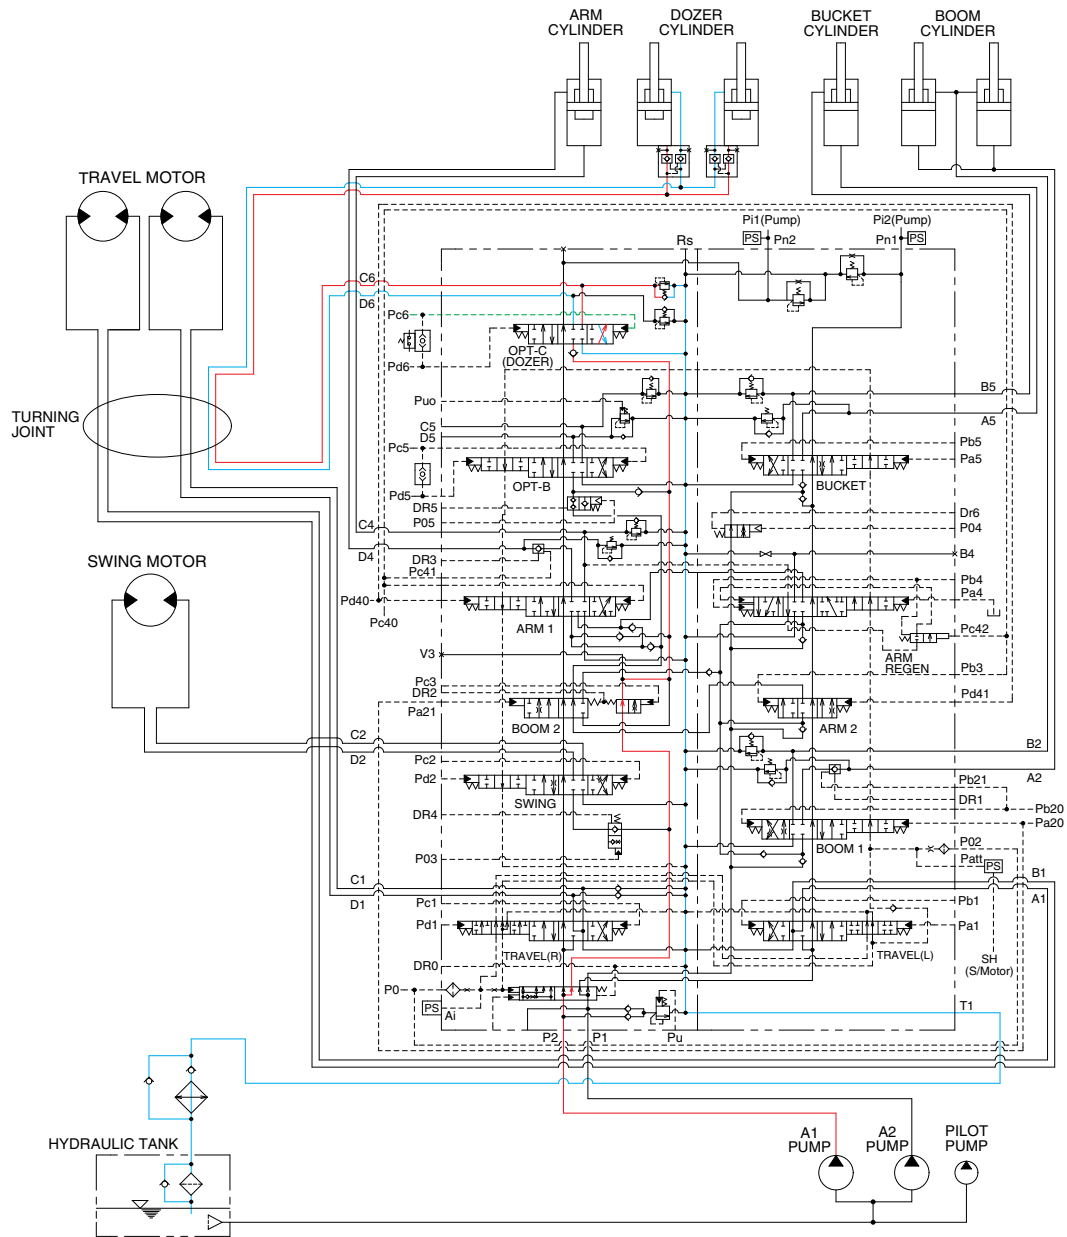 ARM
CYLINDER
DOZER
CYLINDER
BUCKET
CYLINDER
BOOM
CYLINDER
TRAVEL MOTOR
Pi1(Pump)
Pi2(Pump)
PS
Pn2
Pn1
PS
Rs
C6
D6
Pc6
OPT-C
(DOZER)
Pd6
TURNING
JOINT
Puo
C5
D5
Pc5
B5
A5
Pb5
Pa5
OPT-B
BUCKET
Pd5
DR5
P05
Dr6
P04
C4
D4
DR3
Pc41
B4
Pb4
Pa4
SWING MOTOR
Pd40
Pc40
ARM 1
Pc42
ARM
REGEN
V3
Pc3
DR2
Pa21
Pb3
Pd41
BOOM 2
ARM 2
C2
D2
Pc2
Pd2
B2
A2
Pb21
DR1
Pb20
Pa20
SWING
DR4
P03
BOOM 1
P02
Patt
PS
C1
D1
Pc1
Pd1
B1
A1
Pb1
Pa1
TRAVEL(R)
TRAVEL(L)
DR0
SH
(S/Motor)
P0
PS
Ai
T1
P2
P1
Pu
HYDRAULIC TANK
A1
PUMP
A2
PUMP
PILOT
PUMP